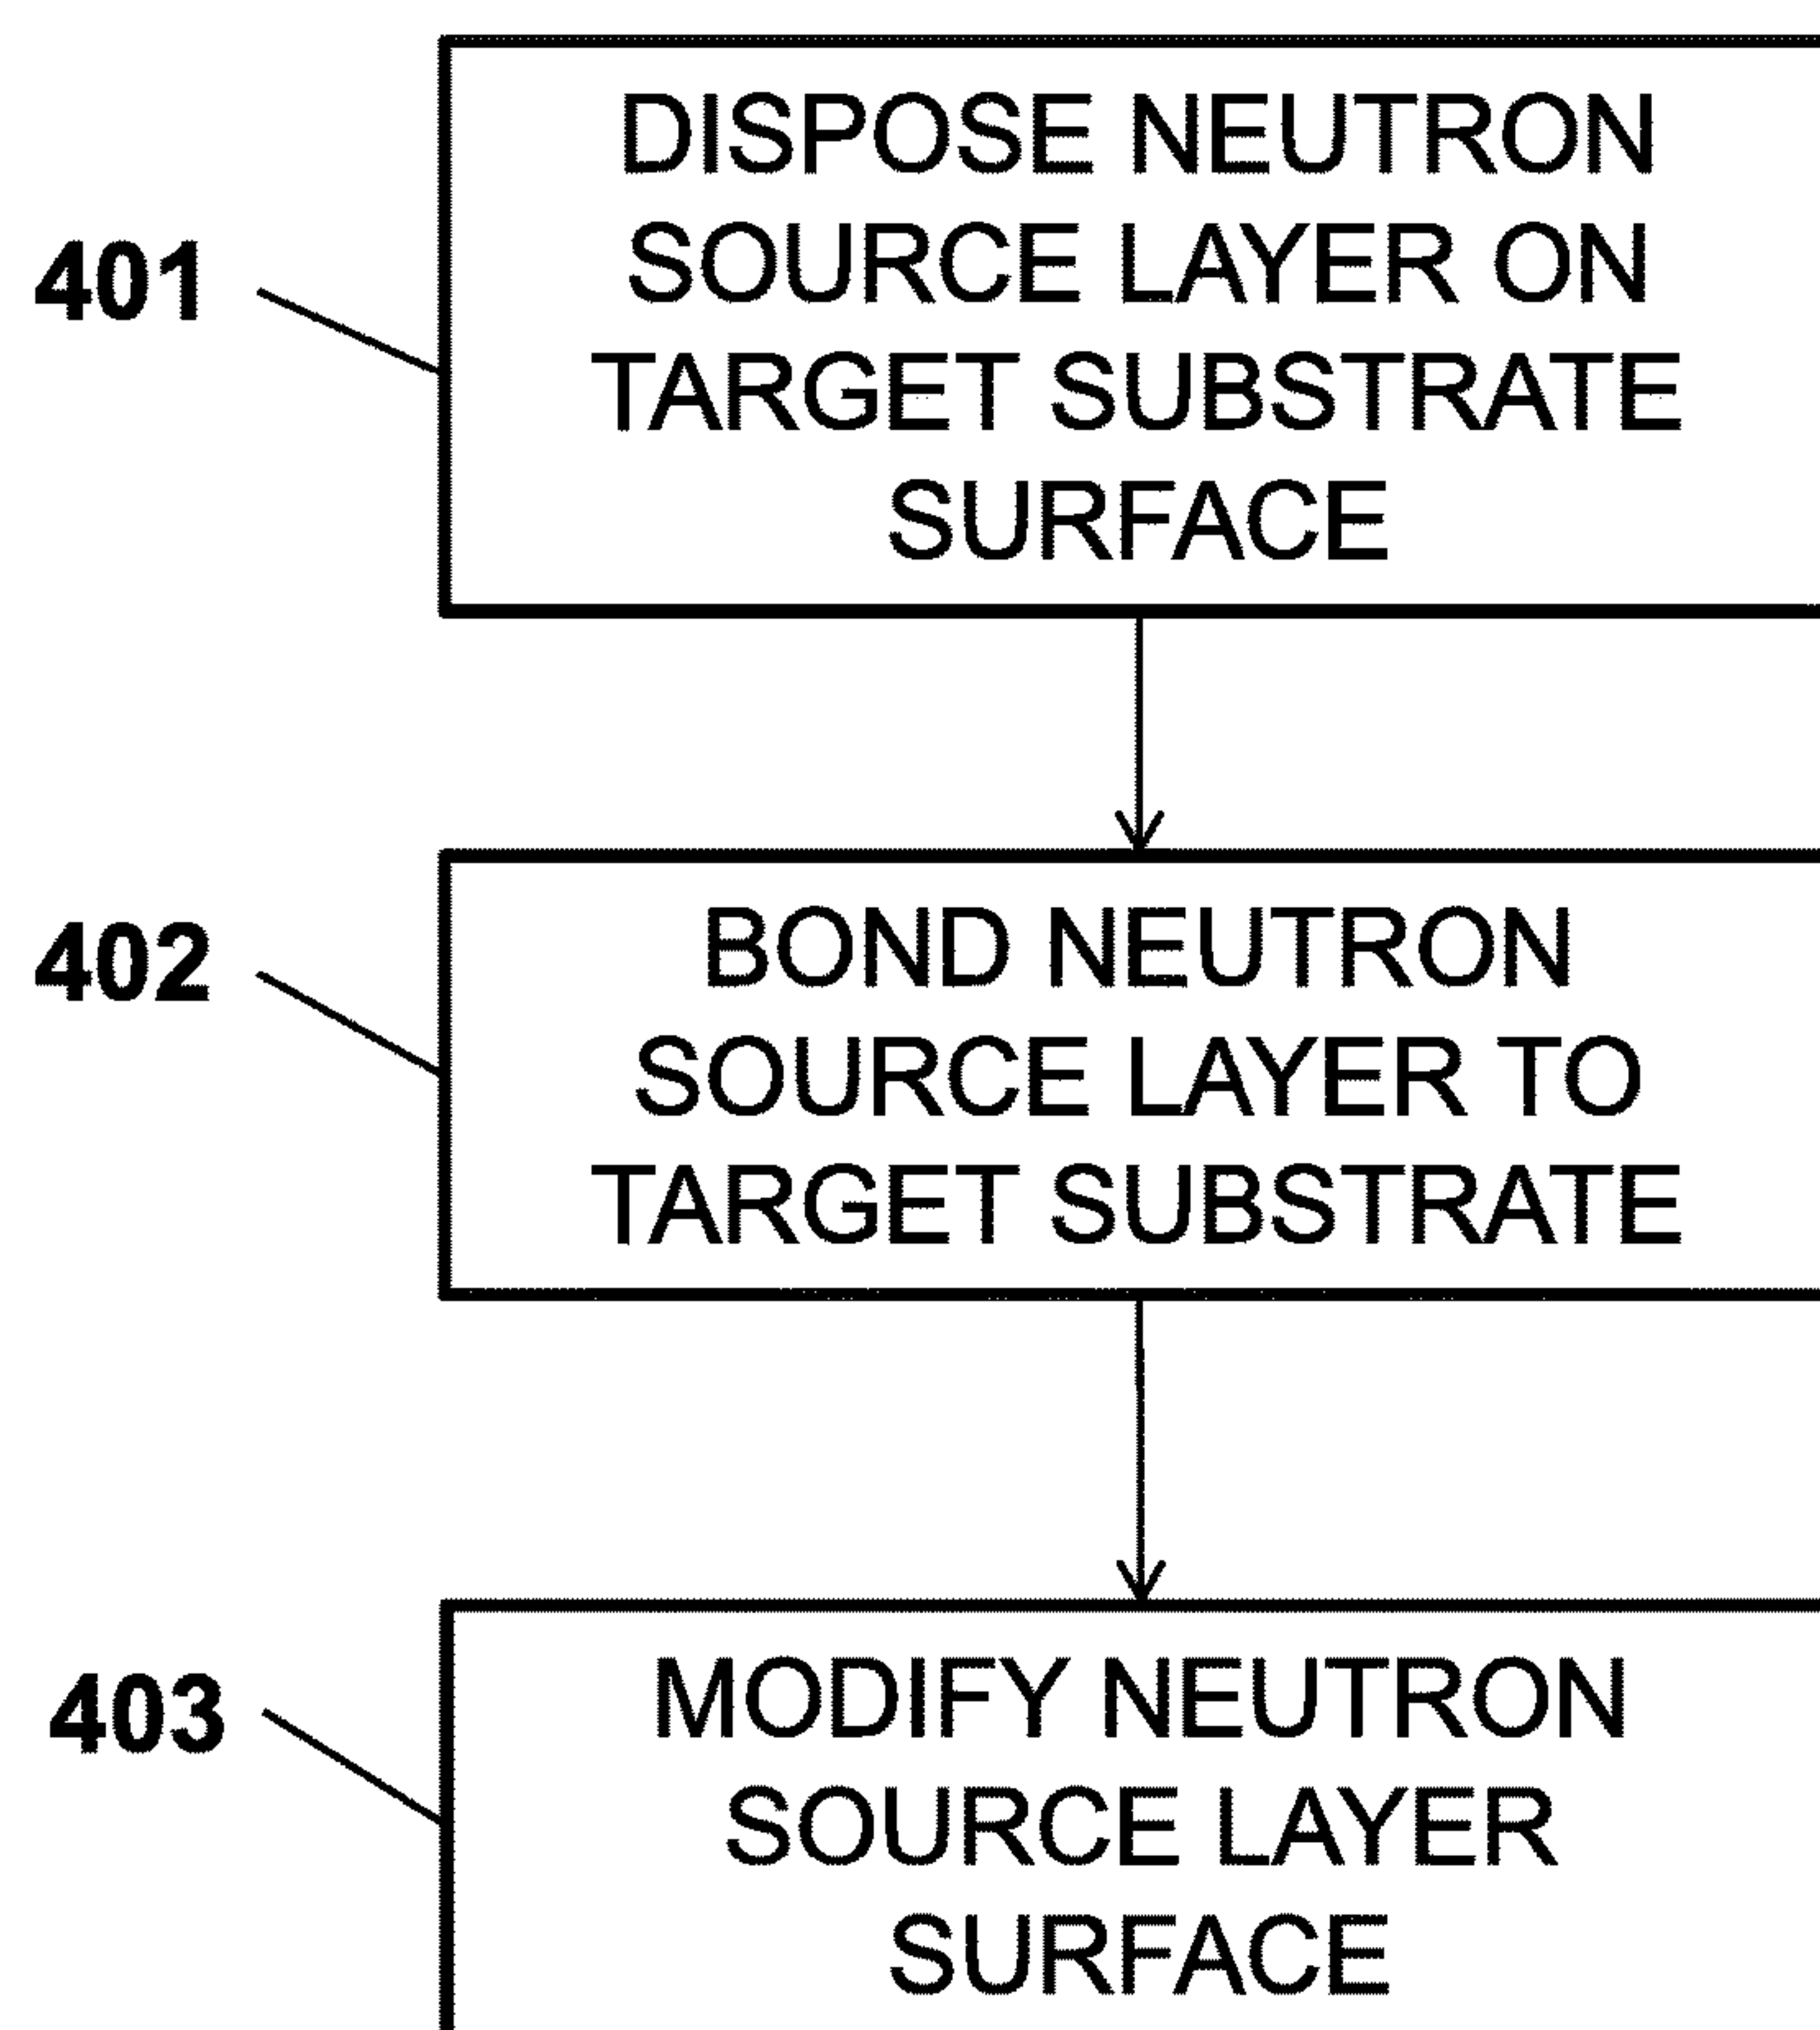 DISPOSE NEUTRON
SOURCE LAYER ON
TARGET SUBSTRATE
SURFACE
401
BOND NEUTRON
SOURCE LAYER TO
TARGET SUBSTRATE
402
MODIFY NEUTRON
SOURCE LAYER
SURFACE
403